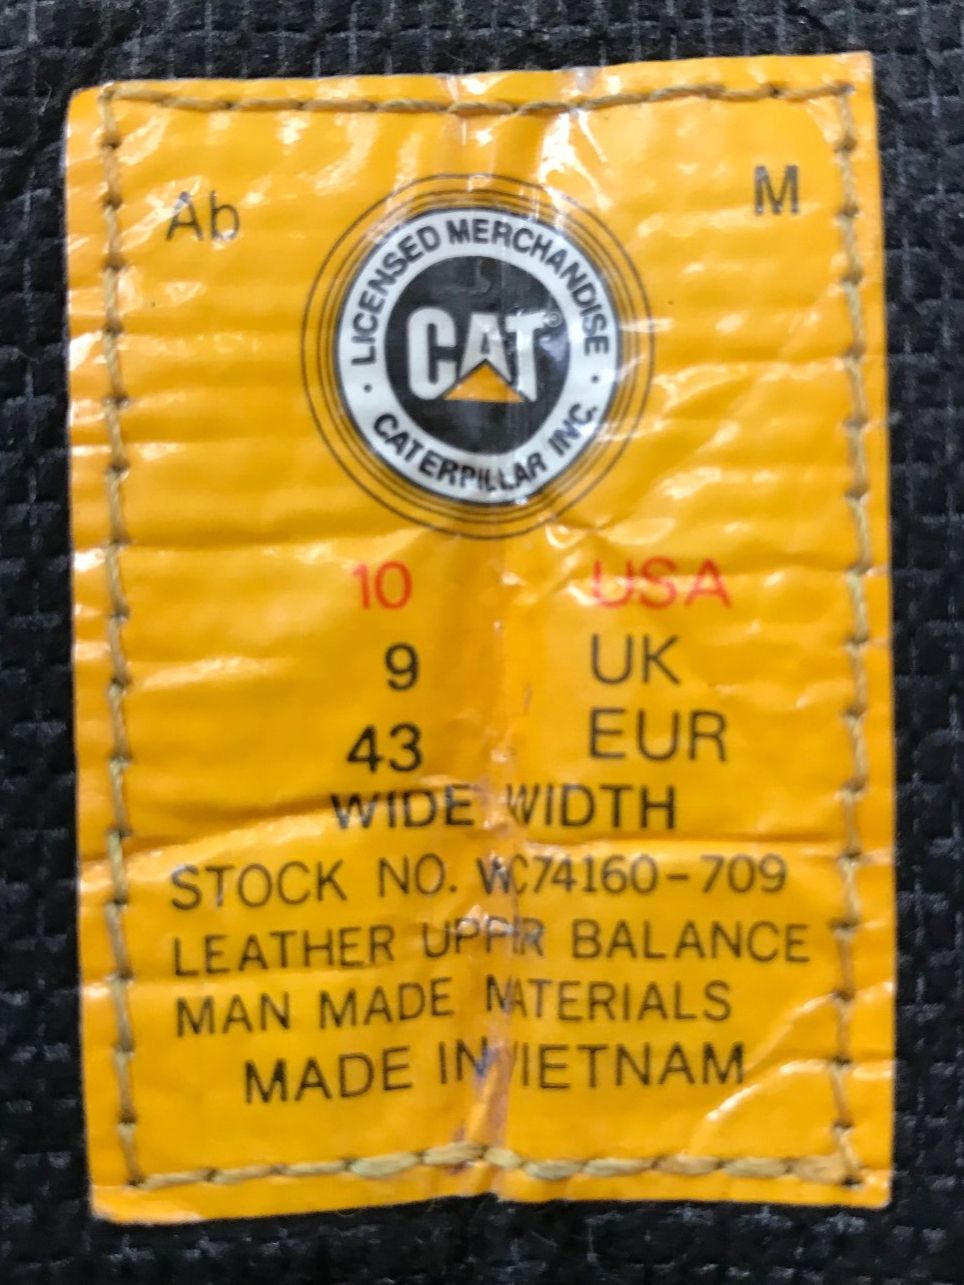 Ab M
LICENSED MERCHANDISE
CAT®
· CATERPILLAR INC. ·
10 USA
9 UK
43 EUR
WIDE WIDTH
STOCK NO. WC74160-709
LEATHER UPPER BALANCE
MAN MADE MATERIALS
MADE IN VIETNAM